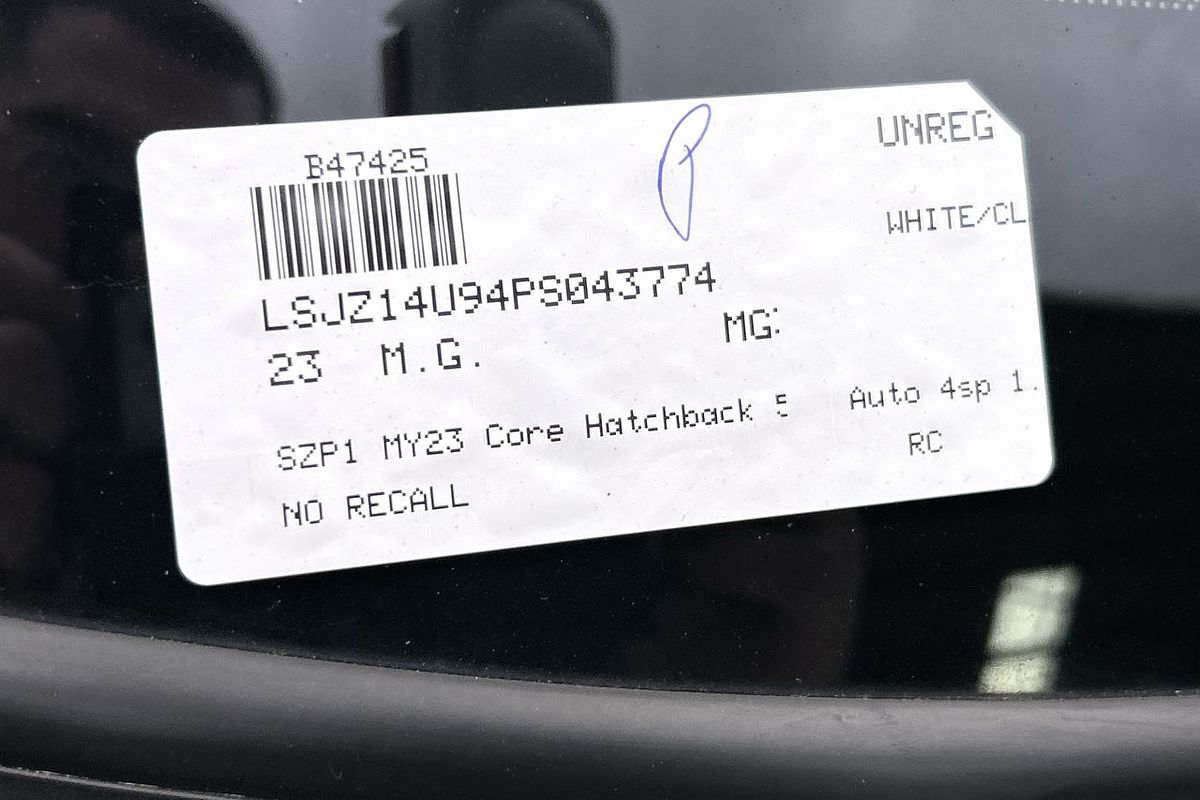 B47425 UNREG
WHITE/CL
LSJZ14U94PS043774
23 M.G. MG
SZP1 MY23 Core Hatchback 5 Auto 4sp 1.
RC
NO RECALL